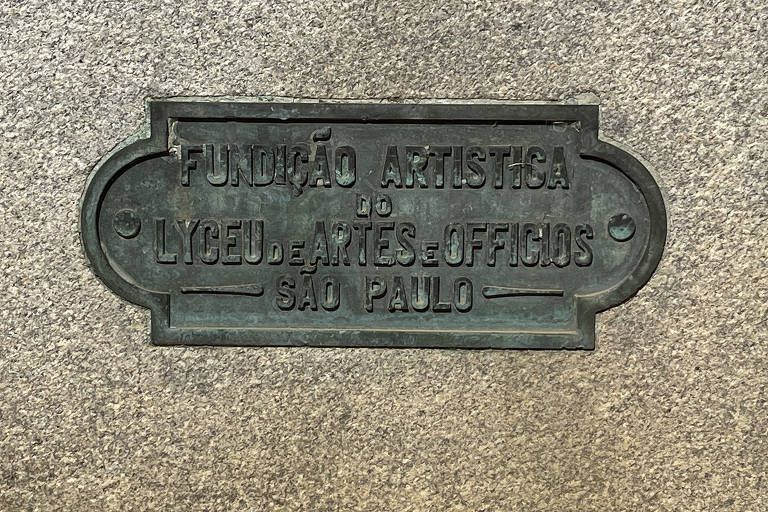 FUNDIÇÃO ARTISTICA
DO
LYCEU DE ARTES E OFFICIOS
SÃO PAULO